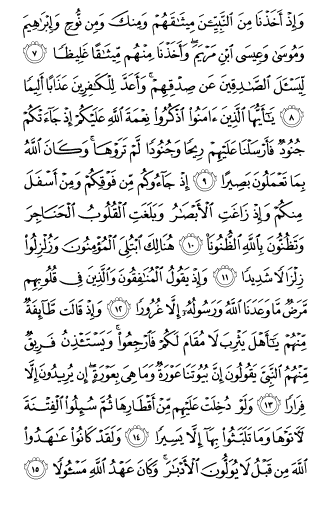 وَإِذْ أَخَذْنَا مِنَ ٱلنَّبِيِّـۧنَ مِيثَـٰقَهُمْ وَمِنكَ وَمِن نُّوحٍ وَإِبْرَٰهِيمَ
وَمُوسَىٰ وَعِيسَى ٱبْنِ مَرْيَمَ ۖ وَأَخَذْنَا مِنْهُم مِّيثَـٰقًا غَلِيظًا ٧
لِّيَسْـَٔلَ ٱلصَّـٰدِقِينَ عَن صِدْقِهِمْ ۚ وَأَعَدَّ لِلْكَـٰفِرِينَ عَذَابًا أَلِيمًا
٨ يَـٰٓأَيُّهَا ٱلَّذِينَ ءَامَنُوا۟ ٱذْكُرُوا۟ نِعْمَةَ ٱللَّهِ عَلَيْكُمْ إِذْ جَآءَتْكُمْ
جُنُودٌ فَأَرْسَلْنَا عَلَيْهِمْ رِيحًا وَجُنُودًا لَّمْ تَرَوْهَا ۚ وَكَانَ ٱللَّهُ
بِمَا تَعْمَلُونَ بَصِيرًا ٩ إِذْ جَآءُوكُم مِّن فَوْقِكُمْ وَمِنْ أَسْفَلَ
مِنكُمْ وَإِذْ زَاغَتِ ٱلْأَبْصَـٰرُ وَبَلَغَتِ ٱلْقُلُوبُ ٱلْحَنَاجِرَ
وَتَظُنُّونَ بِٱللَّهِ ٱلظُّنُونَا۠ ١٠ هُنَالِكَ ٱبْتُلِىَ ٱلْمُؤْمِنُونَ وَزُلْزِلُوا۟
زِلْزَالًا شَدِيدًا ١١ وَإِذْ يَقُولُ ٱلْمُنَـٰفِقُونَ وَٱلَّذِينَ فِى قُلُوبِهِم
مَّرَضٌ مَّا وَعَدَنَا ٱللَّهُ وَرَسُولُهُۥٓ إِلَّا غُرُورًا ١٢ وَإِذْ قَالَت طَّآئِفَةٌ
مِّنْهُمْ يَـٰٓأَهْلَ يَثْرِبَ لَا مُقَامَ لَكُمْ فَٱرْجِعُوا۟ ۚ وَيَسْتَـْٔذِنُ فَرِيقٌ
مِّنْهُمُ ٱلنَّبِىَّ يَقُولُونَ إِنَّ بُيُوتَنَا عَوْرَةٌ وَمَا هِىَ بِعَوْرَةٍ ۖ إِن يُرِيدُونَ إِلَّا
فِرَارًا ١٣ وَلَوْ دُخِلَتْ عَلَيْهِم مِّنْ أَقْطَارِهَا ثُمَّ سُئِلُوا۟ ٱلْفِتْنَةَ
لَـَٔاتَوْهَا وَمَا تَلَبَّثُوا۟ بِهَآ إِلَّا يَسِيرًا ١٤ وَلَقَدْ كَانُوا۟ عَـٰهَدُوا۟
ٱللَّهَ مِن قَبْلُ لَا يُوَلُّونَ ٱلْأَدْبَـٰرَ ۚ وَكَانَ عَهْدُ ٱللَّهِ مَسْـُٔولًا ١٥